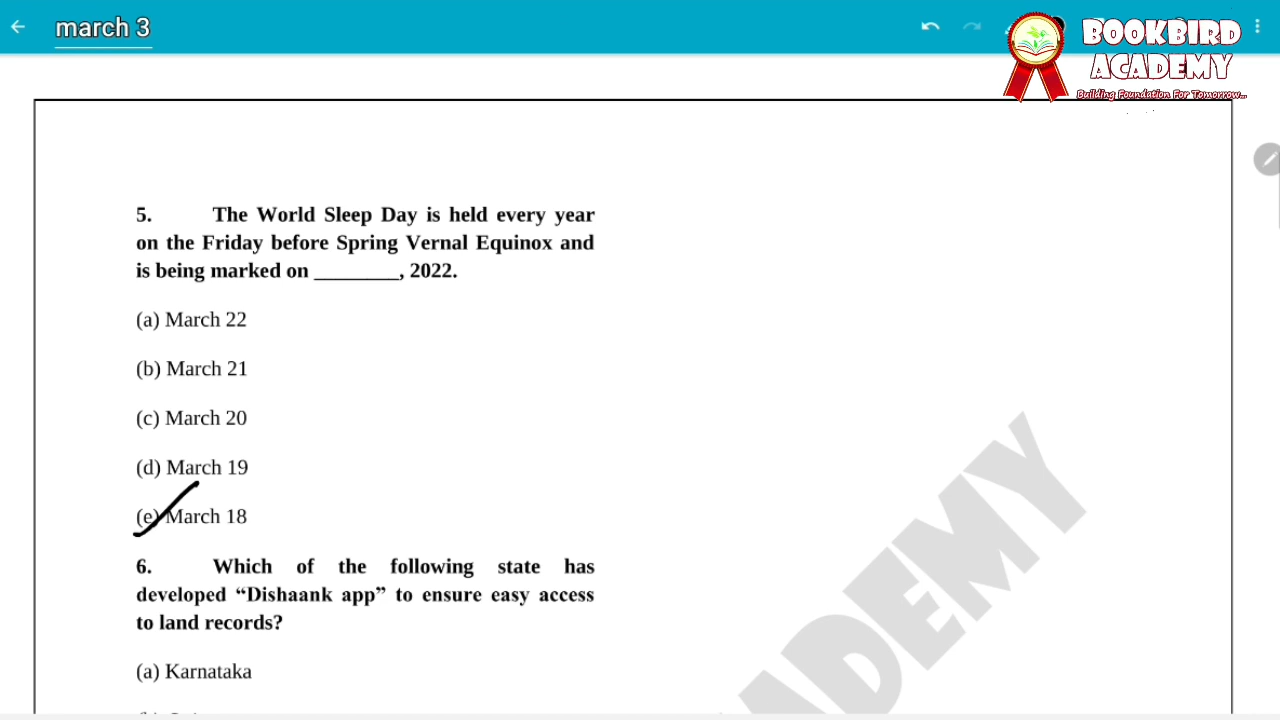 march 3
BOOKBIRD
ACADEMY
Building Foundation For Tomorrow...
5. The World Sleep Day is held every year
on the Friday before Spring Vernal Equinox and
is being marked on ________, 2022.
(a) March 22
(b) March 21
(c) March 20
(d) March 19
(e) March 18
6. Which of the following state has
developed “Dishaank app” to ensure easy access
to land records?
(a) Karnataka